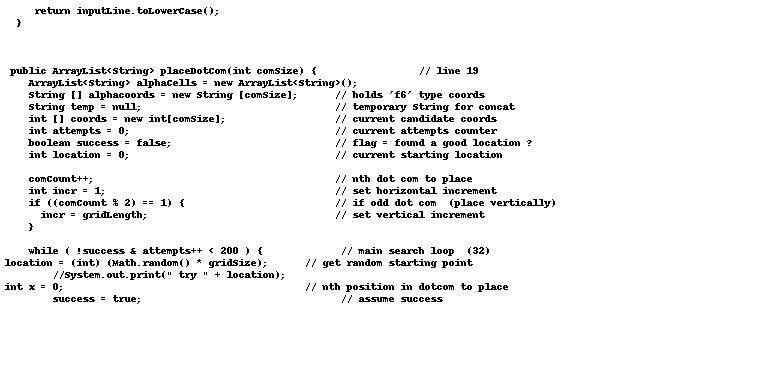 return inputLine.toLowerCase();
}
public ArrayList<String> placeDotCom(int comSize) { // line 19
ArrayList<String> alphaCells = new ArrayList<String>();
String [] alphacoords = new String [comSize]; // holds 'f6' type coords
String temp = null; // temporary String for concat
int [] coords = new int[comSize]; // current candidate coords
int attempts = 0; // current attempts counter
boolean success = false; // flag = found a good location ?
int location = 0; // current starting location
comCount++; // nth dot com to place
int incr = 1; // set horizontal increment
if ((comCount % 2) == 1) { // if odd dot com (place vertically)
incr = gridLength; // set vertical increment
}
while ( !success & attempts++ < 200 ) { // main search loop (32)
location = (int) (Math.random() * gridSize); // get random starting point
//System.out.print(" try " + location);
int x = 0; // nth position in dotcom to place
success = true; // assume success